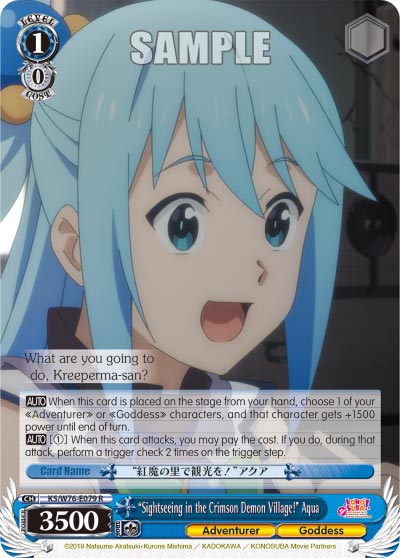 LEVEL
1
0
COST
SAMPLE
What are you going to
do, Kreeperma-san?
AUTO When this card is placed on the stage from your hand, choose 1 of your
«Adventurer» or «Goddess» characters, and that character gets +1500
power until end of turn.
AUTO [①] When this card attacks, you may pay the cost. If you do, during that
attack, perform a trigger check 2 times on the trigger step.
Card Name
“紅魔の里で観光を！”アクア
CH KS/W76-E079 R
POWER
3500
SOUL
“Sightseeing in the Crimson Demon Village!” Aqua
Adventurer
Goddess
©2019 Natsume Akatsuki・Kurone Mishima / KADOKAWA / KONOSUBA Movie Partners